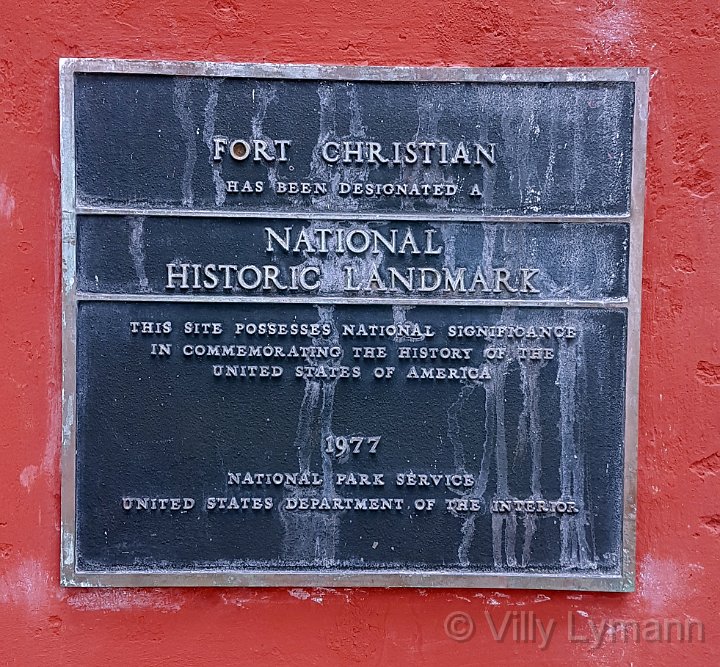 FORT CHRISTIAN
HAS BEEN DESIGNATED A
NATIONAL
HISTORIC LANDMARK
THIS SITE POSSESSES NATIONAL SIGNIFICANCE
IN COMMEMORATING THE HISTORY OF THE
UNITED STATES OF AMERICA
1977
NATIONAL PARK SERVICE
UNITED STATES DEPARTMENT OF THE INTERIOR
© Villy Lymann